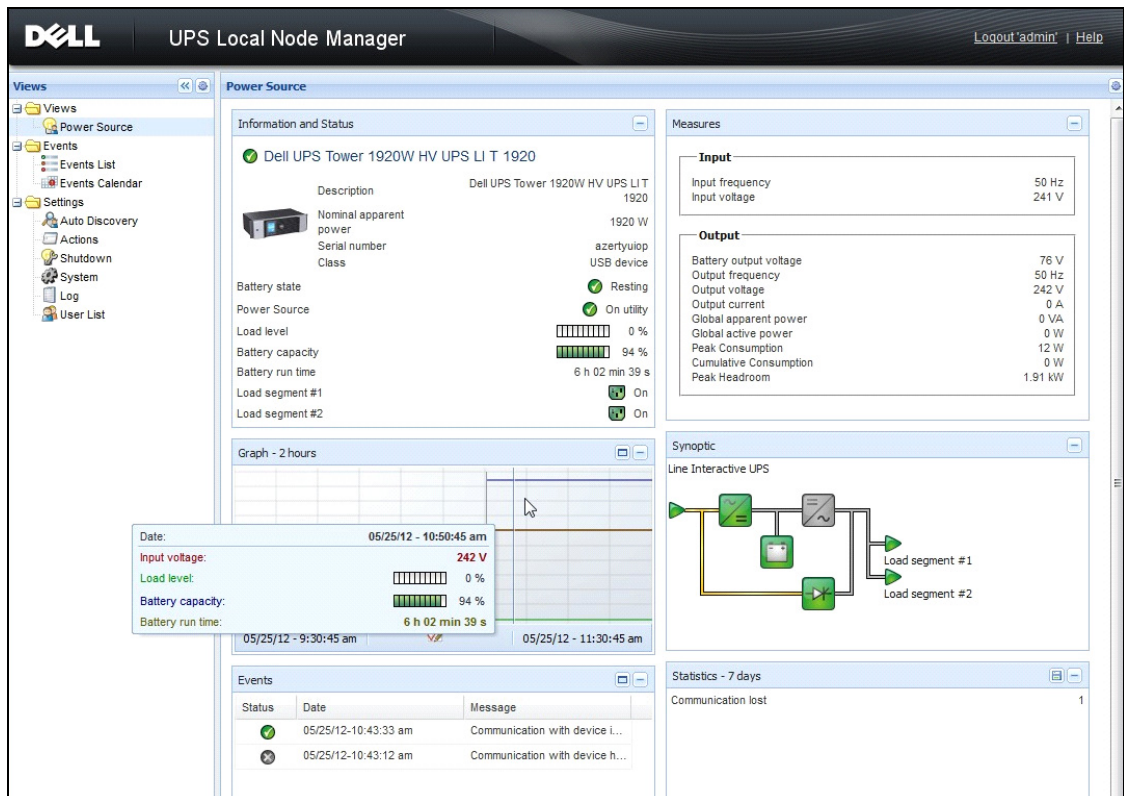 DELL UPS Local Node Manager Logout 'admin' | Help
Views
Views
Power Source
Events
Events List
Events Calendar
Settings
Auto Discovery
Actions
Shutdown
System
Log
User List
Power Source
Information and Status
Dell UPS Tower 1920W HV UPS LI T 1920
Description Dell UPS Tower 1920W HV UPS LI T
1920
Nominal apparent
power 1920 W
Serial number azertyuiop
Class USB device
Battery state Resting
Power Source On utility
Load level 0 %
Battery capacity 94 %
Battery run time 6 h 02 min 39 s
Load segment #1 On
Load segment #2 On
Measures
Input
Input frequency 50 Hz
Input voltage 241 V
Output
Battery output voltage 76 V
Output frequency 50 Hz
Output voltage 242 V
Output current 0 A
Global apparent power 0 VA
Global active power 0 W
Peak Consumption 12 W
Cumulative Consumption 0 W
Peak Headroom 1.91 kW
Graph - 2 hours
Date: 05/25/12 - 10:50:45 am
Input voltage: 242 V
Load level: 0 %
Battery capacity: 94 %
Battery run time: 6 h 02 min 39 s
05/25/12 - 9:30:45 am 05/25/12 - 11:30:45 am
Synoptic
Line Interactive UPS
Load segment #1
Load segment #2
Events
Status Date Message
05/25/12-10:43:33 am Communication with device i...
05/25/12-10:43:12 am Communication with device h...
Statistics - 7 days
Communication lost 1